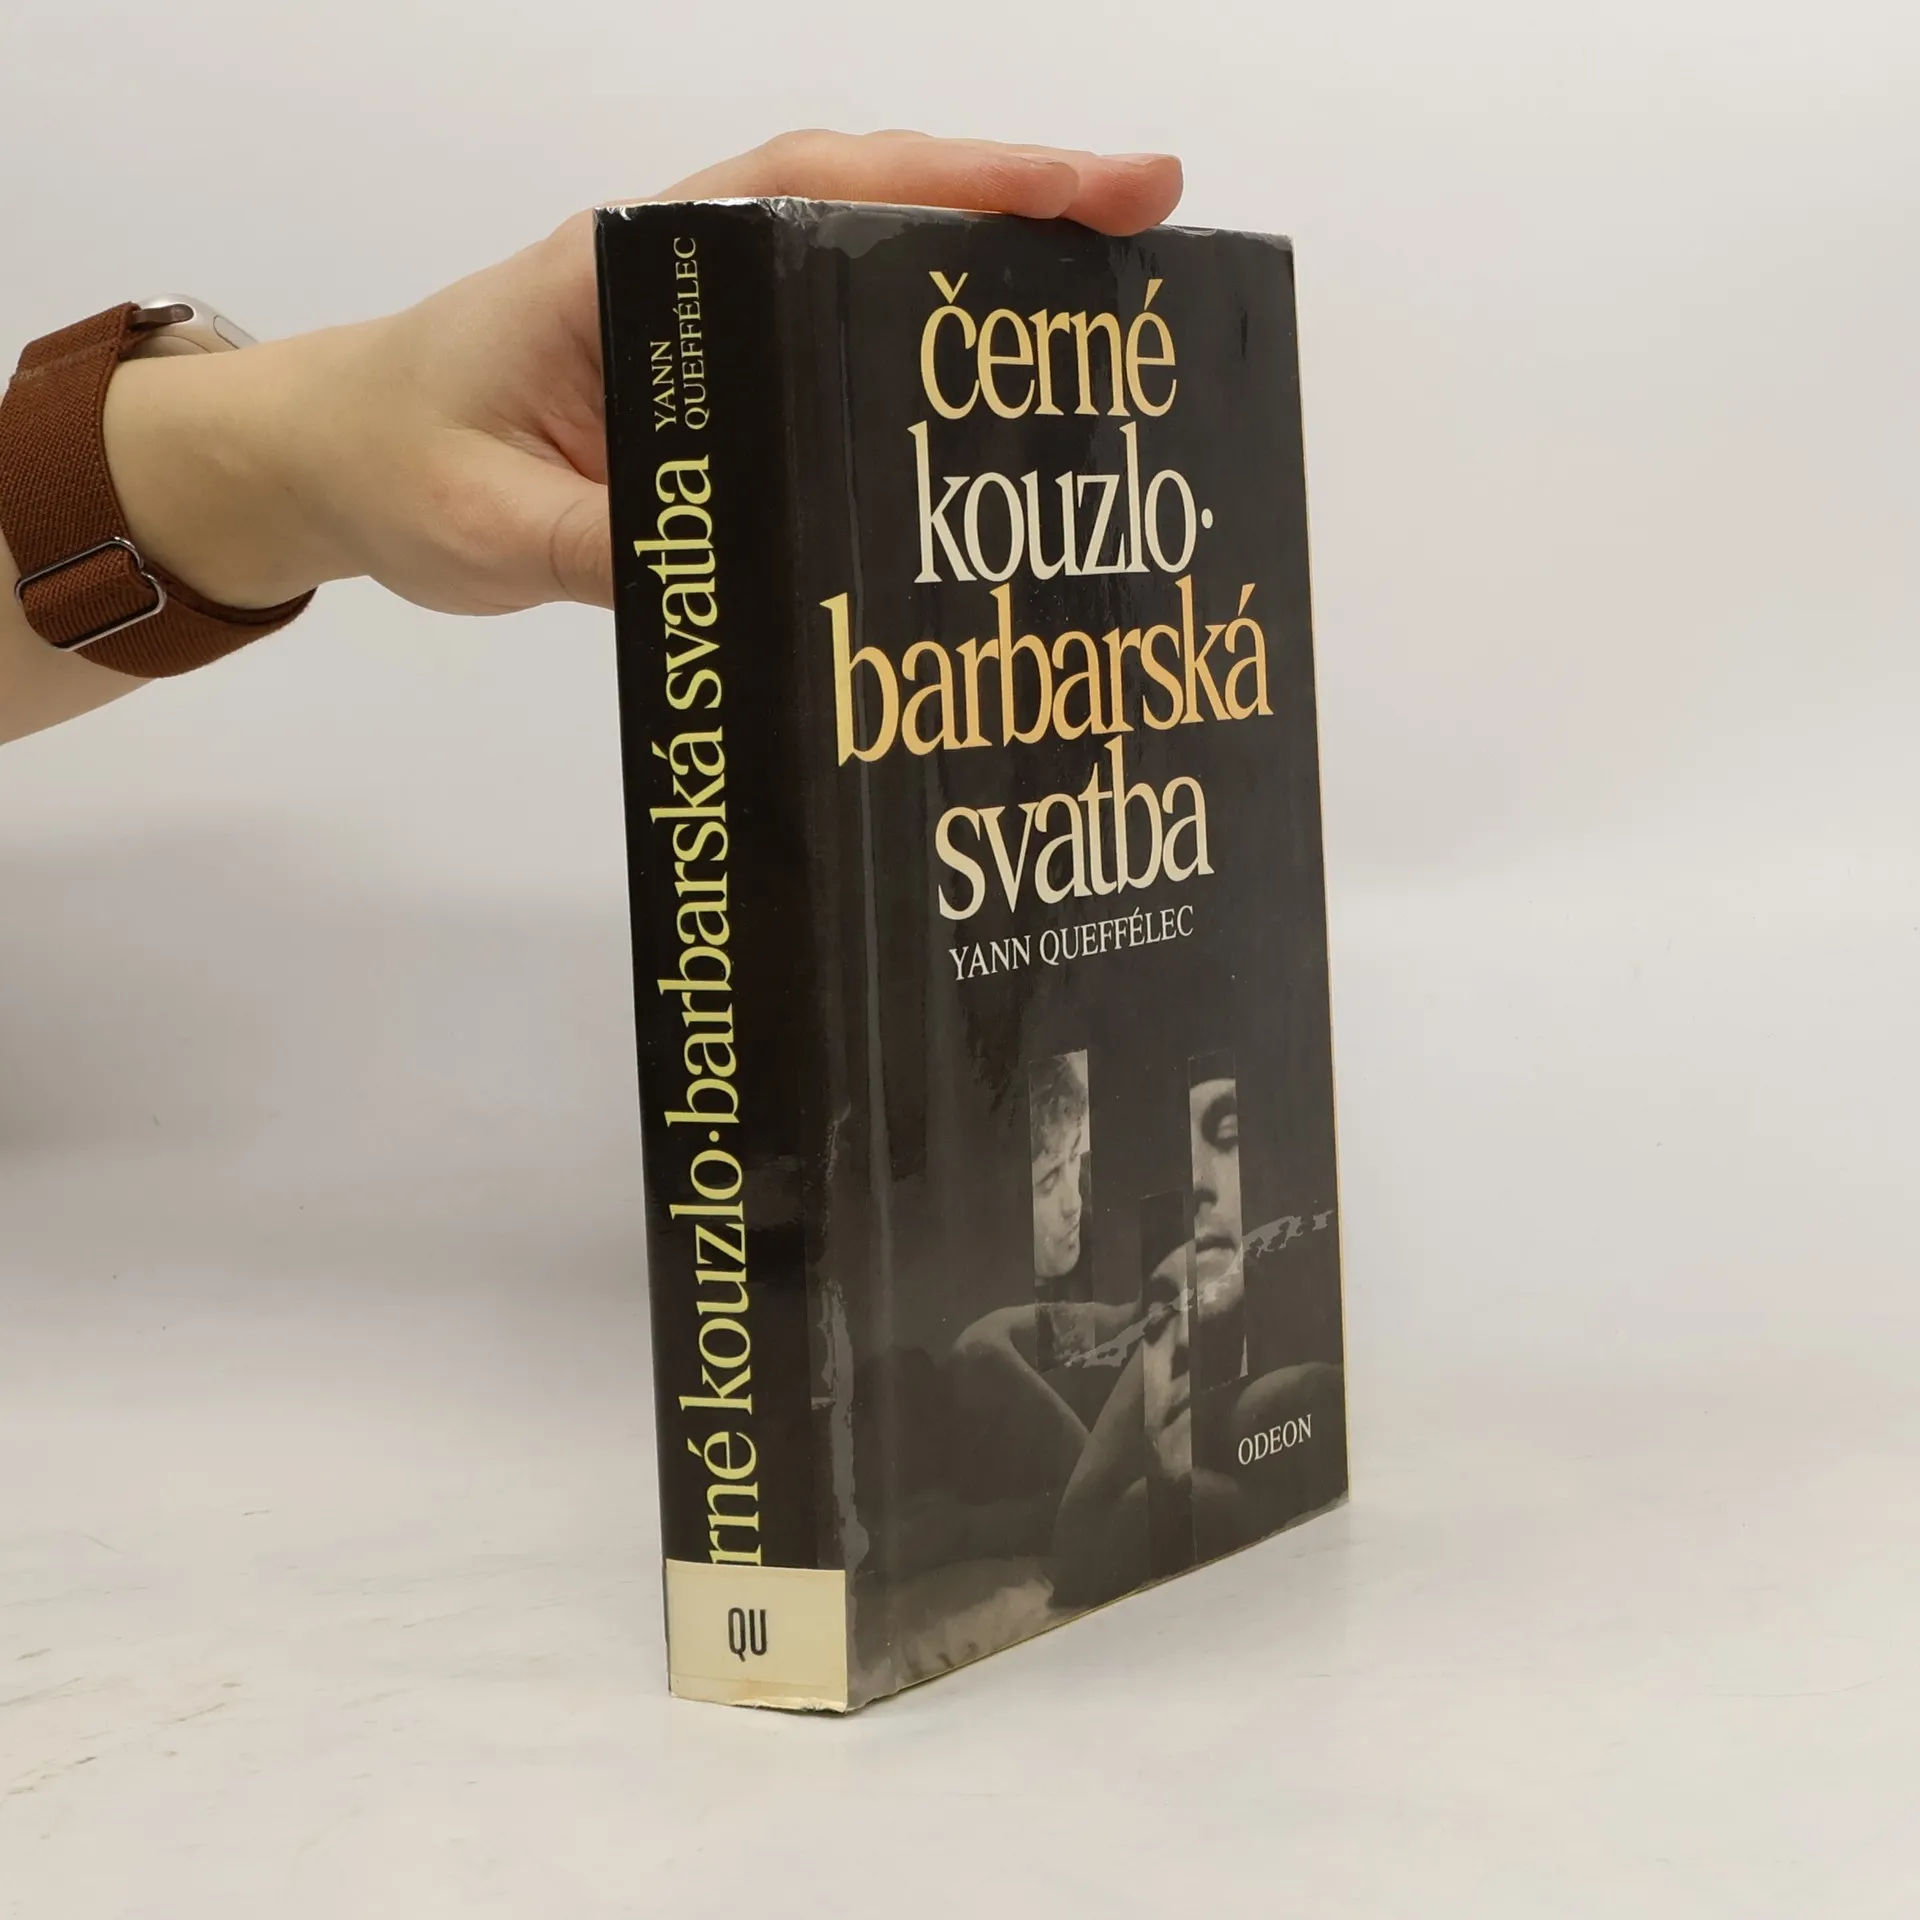 YANN
QUEFFÉLEC
rné kouzlo·barbarská svatba
QU
černé
kouzlo·
barbarská
svatba
YANN QUEFFÉLEC
ODEON